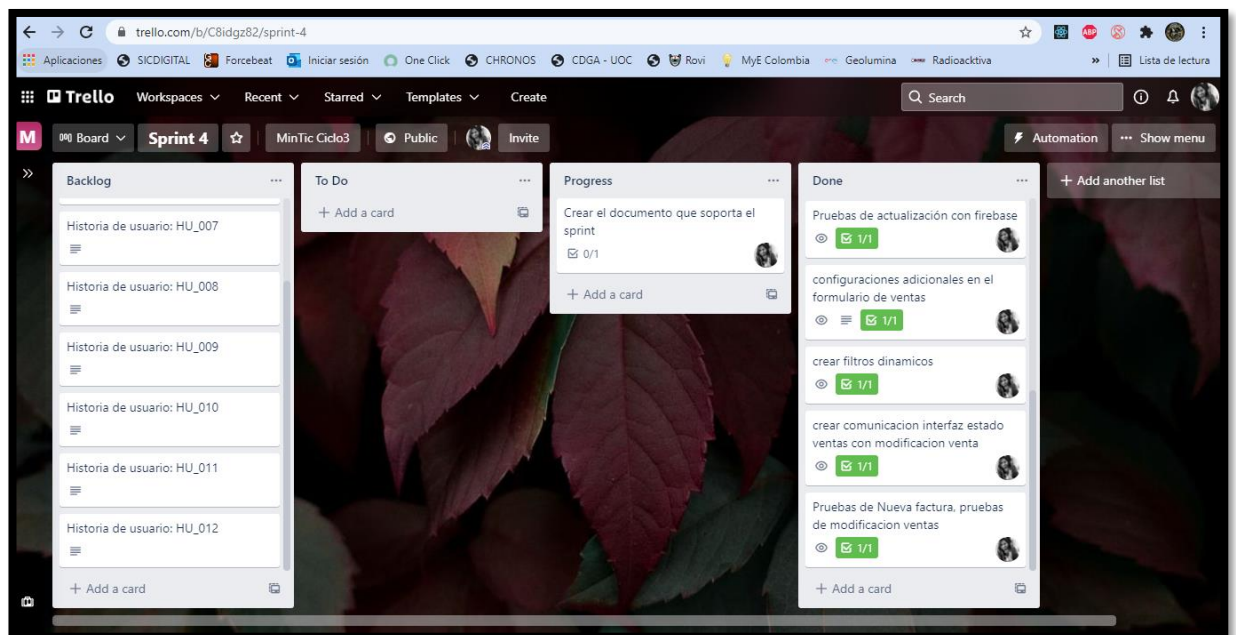 trello.com/b/C8idgz82/sprint-4
ABP
Aplicaciones SICDIGITAL Forcebeat Iniciar sesión One Click CHRONOS CDGA - UOC Rovi MyE Colombia Geolumina Radioacktiva » Lista de lectura
Trello Workspaces Recent Starred Templates Create Search
M Board Sprint 4 MinTic Ciclo3 Public Invite Automation ··· Show menu
Backlog ···
Historia de usuario: HU_007
Historia de usuario: HU_008
Historia de usuario: HU_009
Historia de usuario: HU_010
Historia de usuario: HU_011
Historia de usuario: HU_012
+ Add a card
To Do ···
+ Add a card
Progress ···
Crear el documento que soporta el
sprint
0/1
+ Add a card
Done ···
Pruebas de actualización con firebase
1/1
configuraciones adicionales en el
formulario de ventas
1/1
crear filtros dinamicos
1/1
crear comunicacion interfaz estado
ventas con modificacion venta
1/1
Pruebas de Nueva factura, pruebas
de modificacion ventas
1/1
+ Add a card
+ Add another list